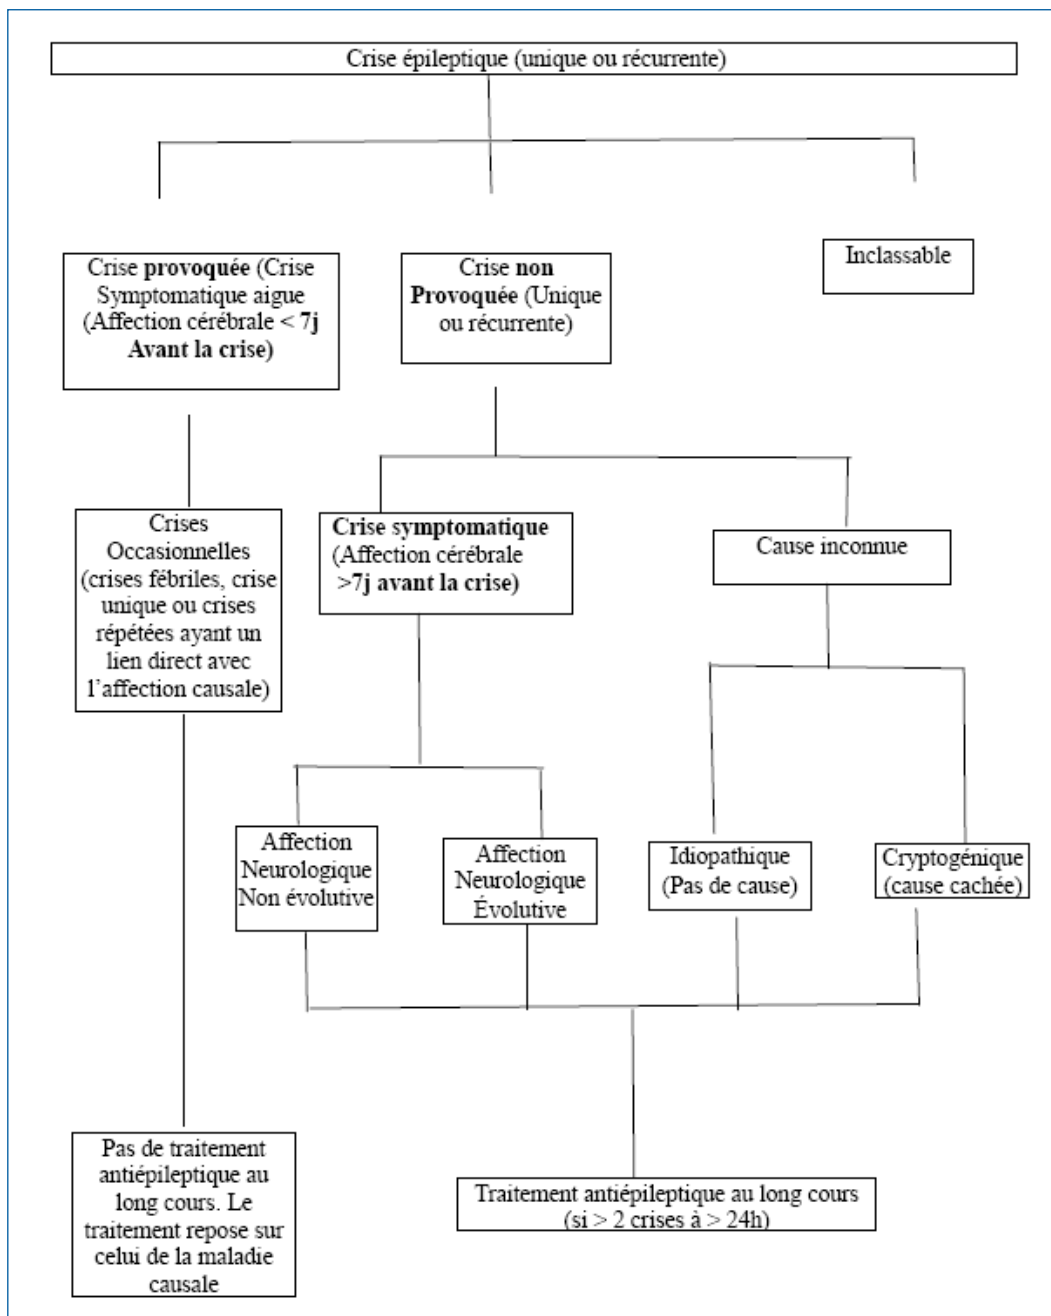 Crise épileptique (unique ou récurrente)
Crise provoquée (Crise
Symptomatique aigue
(Affection cérébrale < 7j
Avant la crise)
Crise non
Provoquée (Unique
ou récurrente)
Inclassable
Crises
Occasionnelles
(crises fébriles, crise
unique ou crises
répétées ayant un
lien direct avec
l’affection causale)
Crise symptomatique
(Affection cérébrale
>7j avant la crise)
Cause inconnue
Affection
Neurologique
Non évolutive
Affection
Neurologique
Évolutive
Idiopathique
(Pas de cause)
Cryptogénique
(cause cachée)
Pas de traitement
antiépileptique au
long cours. Le
traitement repose sur
celui de la maladie
causale
Traitement antiépileptique au long cours
(si > 2 crises à > 24h)